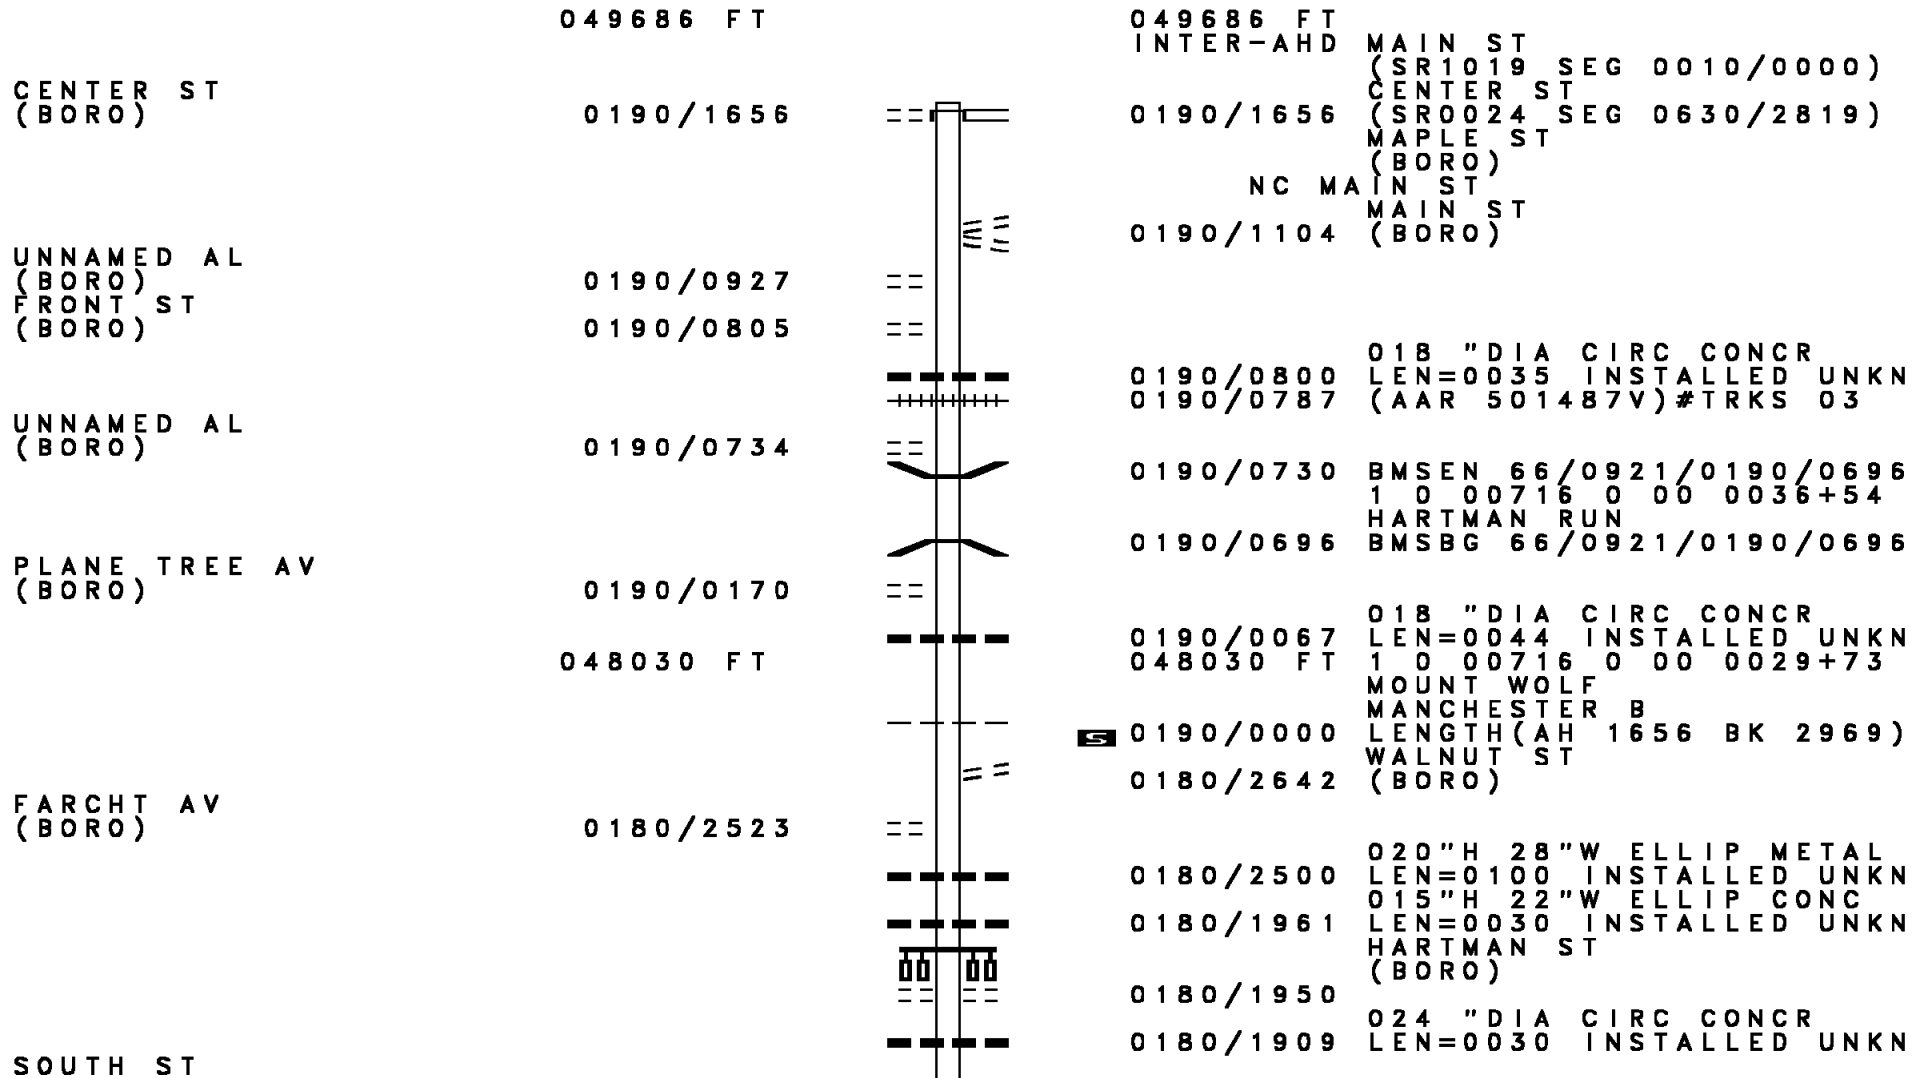 049686 FT 049686 FT
INTER-AHD MAIN ST
(SR1019 SEG 0010/0000)
CENTER ST CENTER ST
(BORO) 0190/1656 0190/1656 (SR0024 SEG 0630/2819)
MAPLE ST
(BORO)
NC MAIN ST
MAIN ST
0190/1104 (BORO)
UNNAMED AL
(BORO) 0190/0927
FRONT ST
(BORO) 0190/0805
018 "DIA CIRC CONCR
0190/0800 LEN=0035 INSTALLED UNKN
0190/0787 (AAR 501487V)#TRKS 03
UNNAMED AL
(BORO) 0190/0734
0190/0730 BMSEN 66/0921/0190/0696
1 0 00716 0 00 0036+54
HARTMAN RUN
0190/0696 BMSBG 66/0921/0190/0696
PLANE TREE AV
(BORO) 0190/0170
018 "DIA CIRC CONCR
0190/0067 LEN=0044 INSTALLED UNKN
048030 FT 048030 FT 1 0 00716 0 00 0029+73
MOUNT WOLF
MANCHESTER B
S 0190/0000 LENGTH(AH 1656 BK 2969)
WALNUT ST
0180/2642 (BORO)
FARCHT AV
(BORO) 0180/2523
020"H 28"W ELLIP METAL
0180/2500 LEN=0100 INSTALLED UNKN
015"H 22"W ELLIP CONC
0180/1961 LEN=0030 INSTALLED UNKN
HARTMAN ST
(BORO)
0180/1950
024 "DIA CIRC CONCR
0180/1909 LEN=0030 INSTALLED UNKN
SOUTH ST